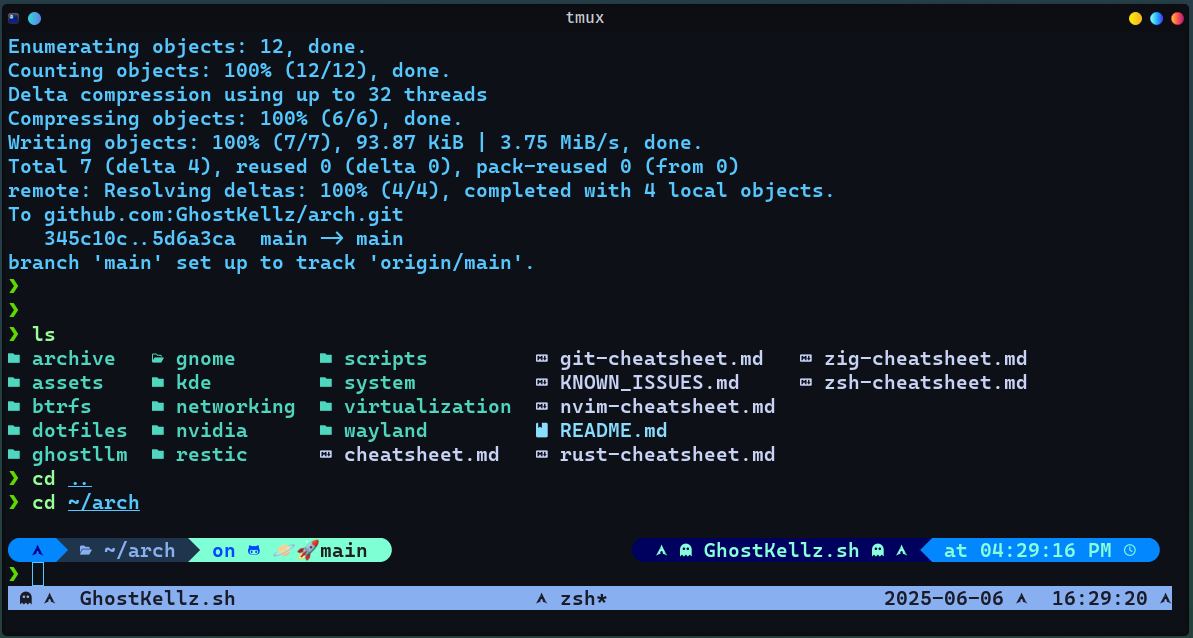 tmux
Enumerating objects: 12, done.
Counting objects: 100% (12/12), done.
Delta compression using up to 32 threads
Compressing objects: 100% (6/6), done.
Writing objects: 100% (7/7), 93.87 KiB | 3.75 MiB/s, done.
Total 7 (delta 4), reused 0 (delta 0), pack-reused 0 (from 0)
remote: Resolving deltas: 100% (4/4), completed with 4 local objects.
To github.com:GhostKellz/arch.git
   345c10c..5d6a3ca  main -> main
branch 'main' set up to track 'origin/main'.
❯
❯
❯ ls
archive gnome scripts git-cheatsheet.md zig-cheatsheet.md
assets kde system KNOWN_ISSUES.md zsh-cheatsheet.md
btrfs networking virtualization nvim-cheatsheet.md
dotfiles nvidia wayland README.md
ghostllm restic cheatsheet.md rust-cheatsheet.md
❯ cd ..
❯ cd ~/arch
~/arch on 🪐🚀main GhostKellz.sh at 04:29:16 PM
❯
GhostKellz.sh zsh* 2025-06-06 16:29:20